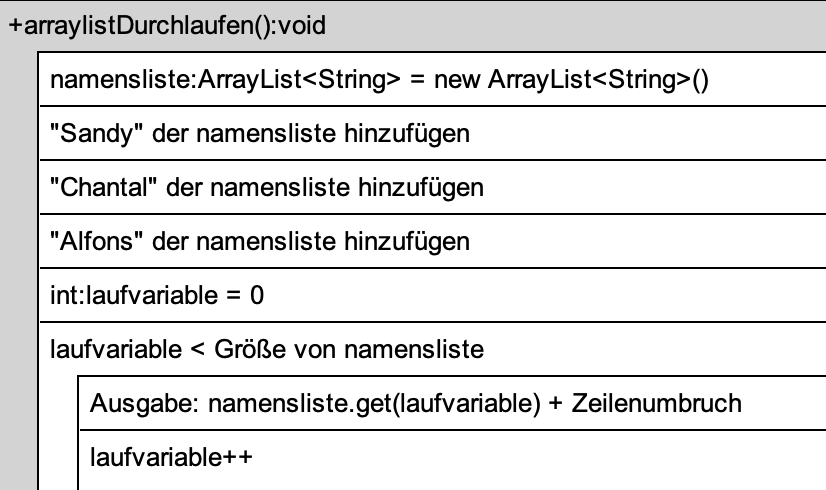 +arraylistDurchlaufen():void
namensliste:ArrayList<String> = new ArrayList<String>()
"Sandy" der namensliste hinzufügen
"Chantal" der namensliste hinzufügen
"Alfons" der namensliste hinzufügen
int:laufvariable = 0
laufvariable < Größe von namensliste
Ausgabe: namensliste.get(laufvariable) + Zeilenumbruch
laufvariable++